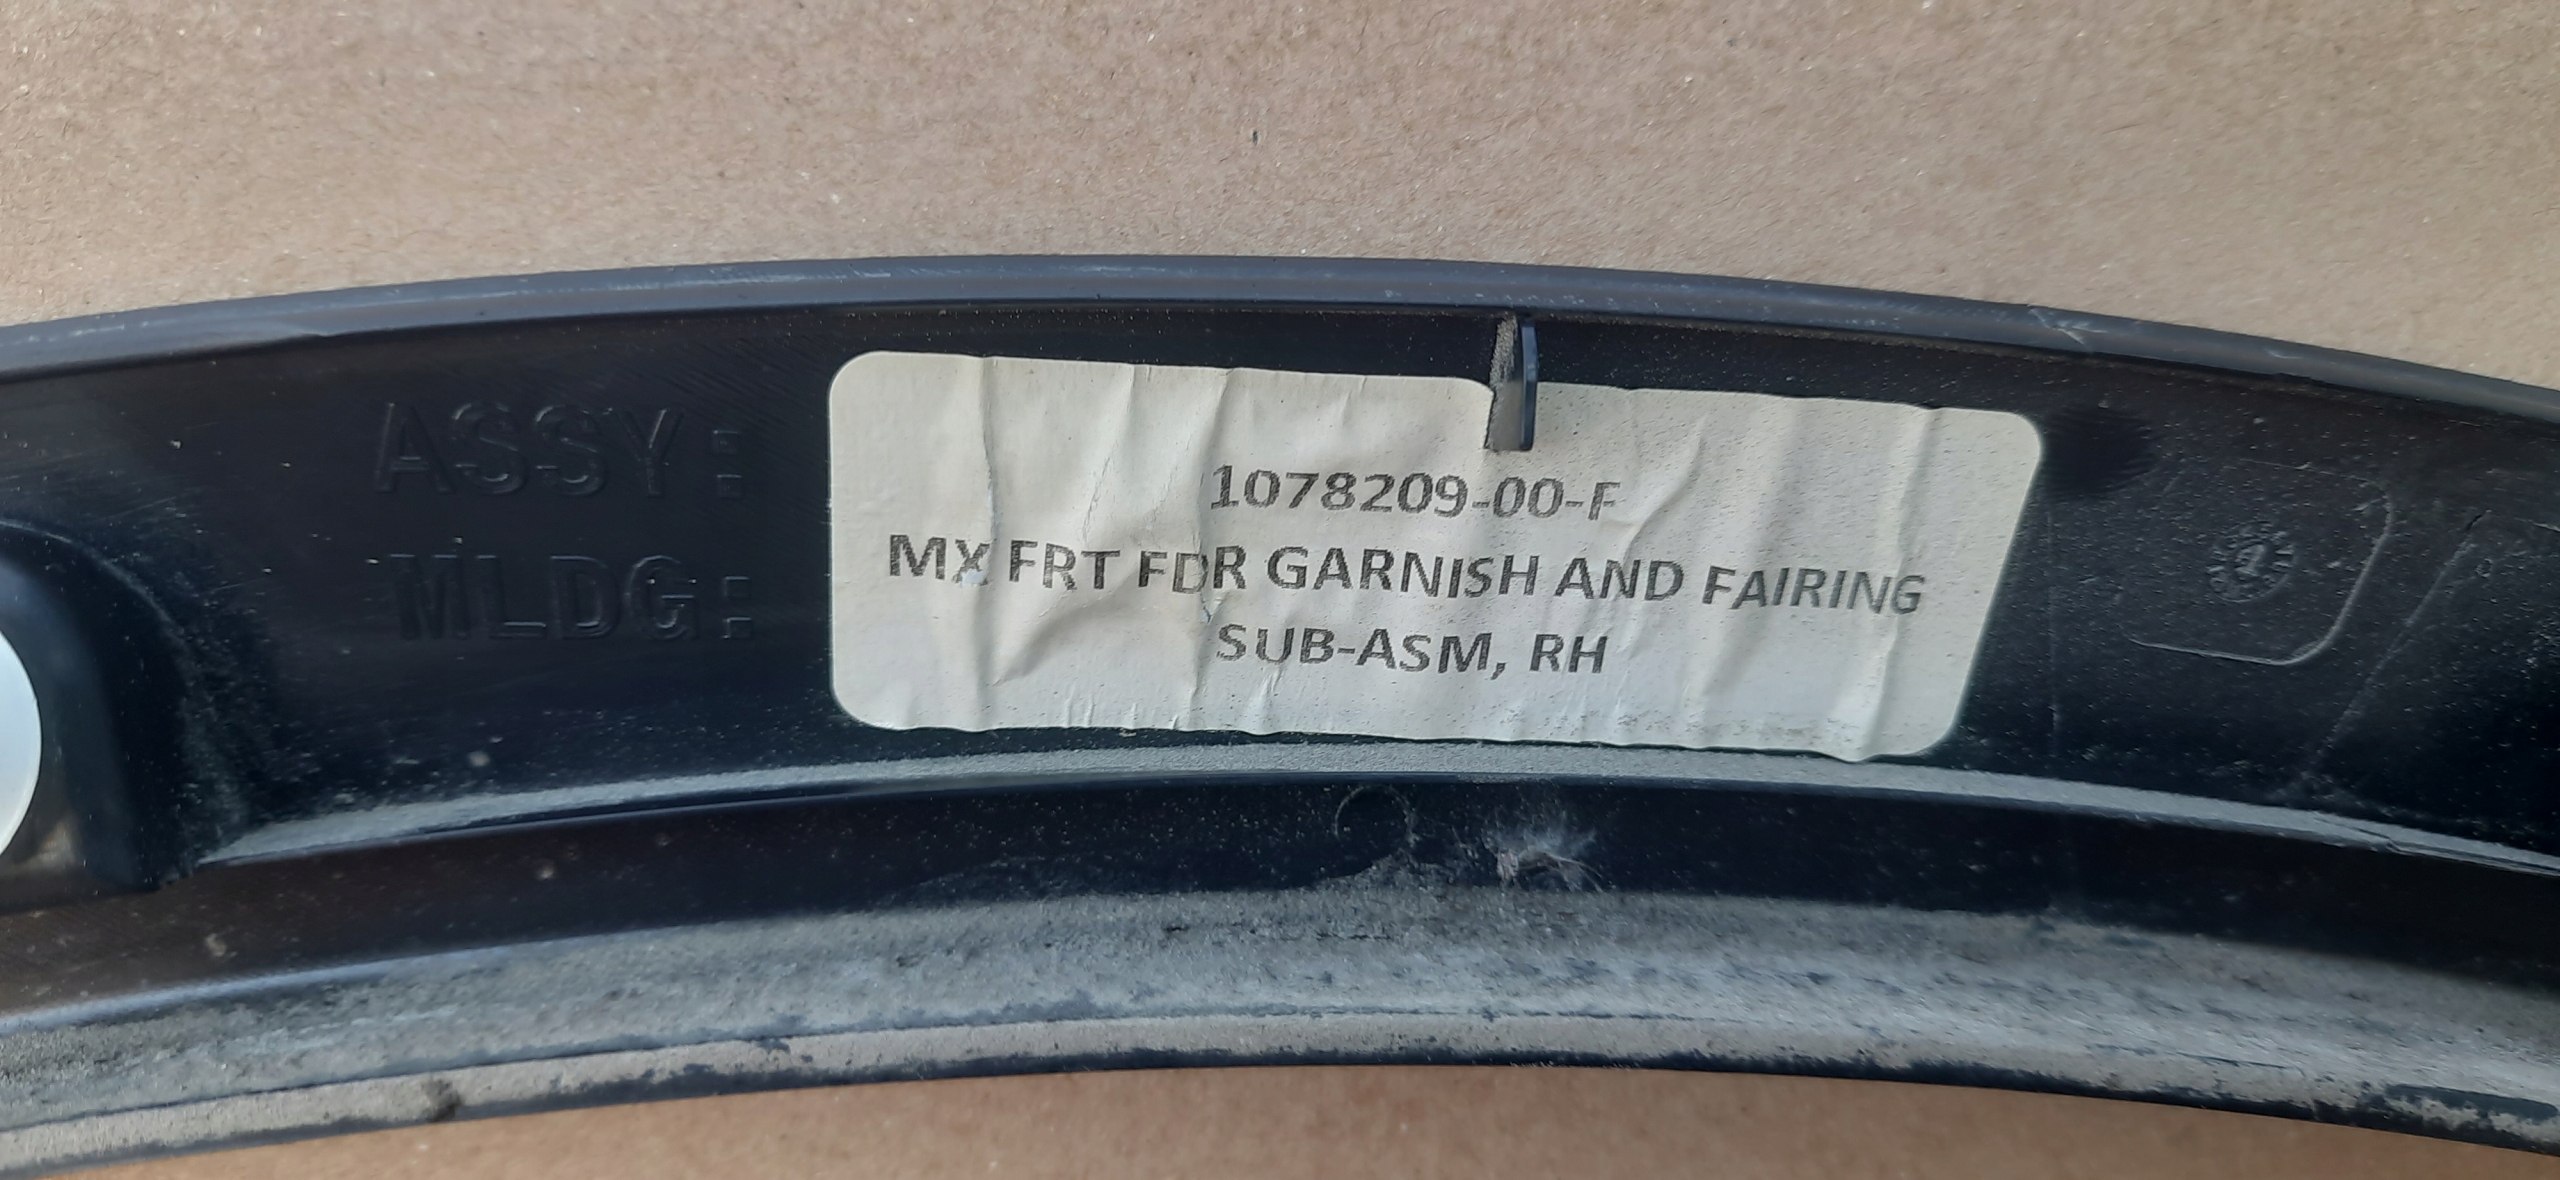 ASSY:
MLDG:
1078209-00-F
MX FRT FDR GARNISH AND FAIRING
SUB-ASM, RH